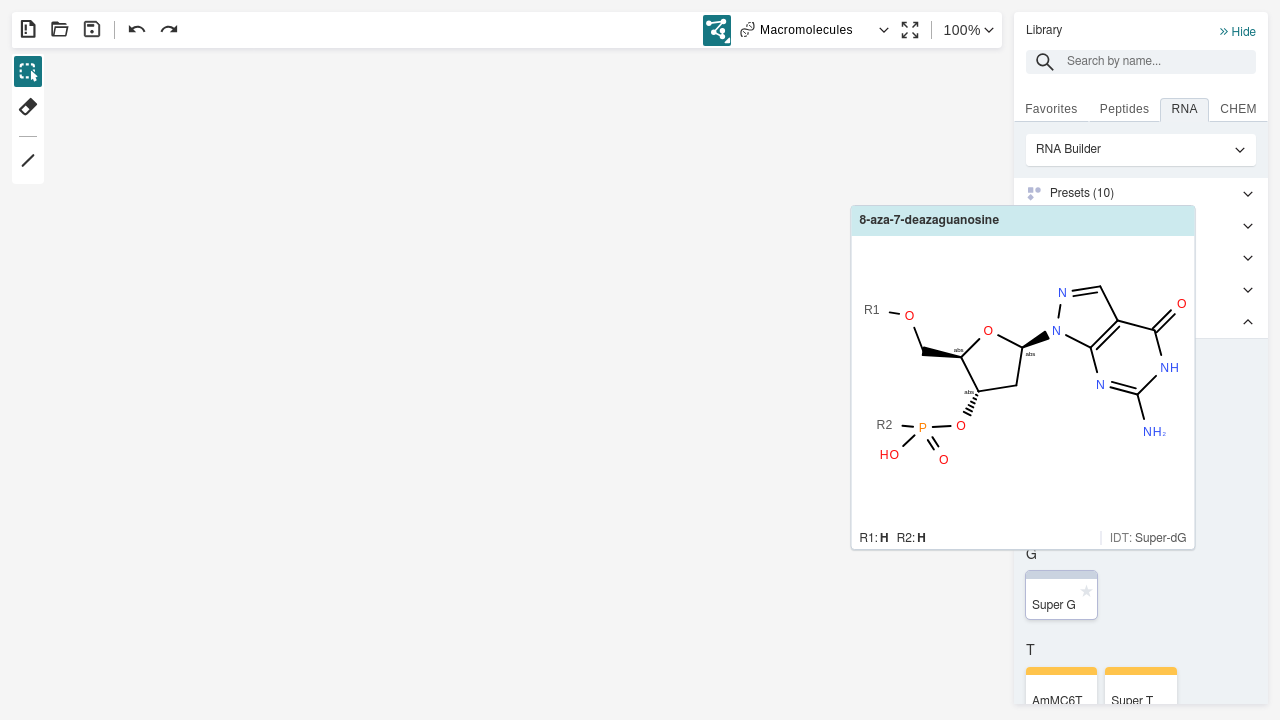 Macromolecules
100%
Library
Hide
Search by name...
Favorites
Peptides
RNA
CHEM
RNA Builder
Presets (10)
8-aza-7-deazaguanosine
N
O
R1
O
O
N
abs
abs
NH
N
abs
R2
P
O
NH₂
HO
O
R1: H R2: H
IDT: Super-dG
G
Super G
T
AmMC6T
Super T